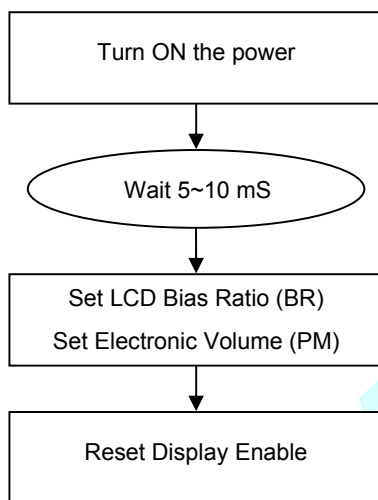 Turn ON the power
Wait 5~10 mS
Set LCD Bias Ratio (BR)
Set Electronic Volume (PM)
Reset Display Enable